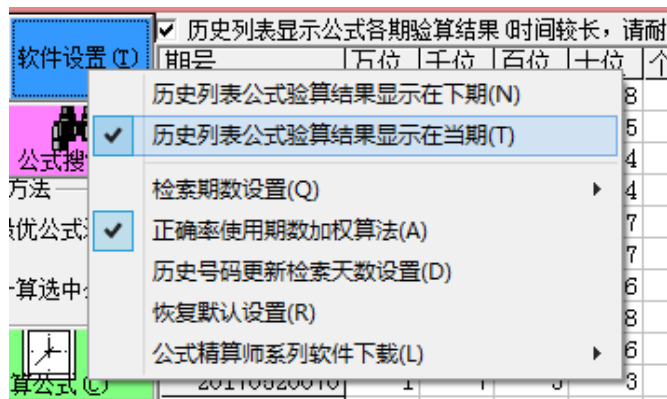 历史列表显示公式各期验算结果(时间较长，请耐
软件设置(T)
期号 万位 千位 百位 十位 个
历史列表公式验算结果显示在下期(N)
8
历史列表公式验算结果显示在当期(T)
5
公式搜
4
方法
检索期数设置(Q)
4
优公式
正确率使用期数加权算法(A)
7
历史号码更新检索天数设置(D)
7
算选中
6
恢复默认设置(R)
8
公式精算师系列软件下载(L)
6
算公式(C)
3